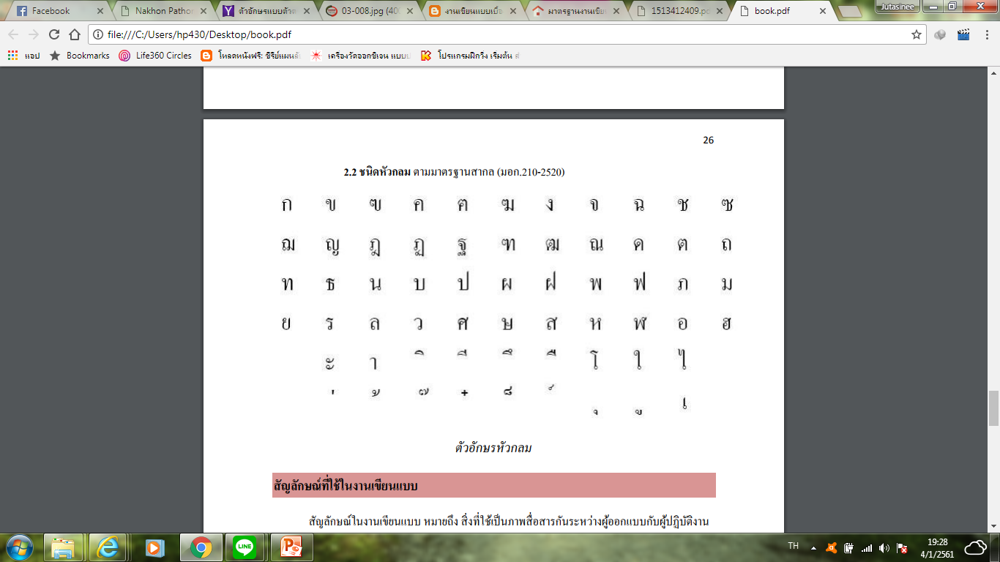 Facebook Nakhon Pathom ตัวอักษรแบบตัวต 03-008.jpg (400 งานเขียนแบบเบื้อ มาตรฐานงานเขียน 1513412409.pd book.pdf Jutasinee
file:///C:/Users/hp430/Desktop/book.pdf
แอป Bookmarks Life360 Circles โหลดหนังฟรี: ซีรีย์แผนลั เครื่องวัดออกซิเจน แบบป โปรแกรมฝึกวิ่ง เริ่มต้น ส
26
2.2 ชนิดหัวกลม ตามมาตรฐานสากล (มอก.210-2520)
ก ข ฃ ค ฅ ฆ ง จ ฉ ช ซ
ฌ ญ ฎ ฏ ฐ ฑ ฒ ณ ด ต ถ
ท ธ น บ ป ผ ฝ พ ฟ ภ ม
ย ร ล ว ศ ษ ส ห ฬ อ ฮ
ะ า ิ ี ึ ื โ ใ ไ
่ ้ ๊ ๋ ็ ์ ุ ู เ
ตัวอักษรหัวกลม
สัญลักษณ์ที่ใช้ในงานเขียนแบบ
สัญลักษณ์ในงานเขียนแบบ หมายถึง สิ่งที่ใช้เป็นภาพสื่อสารกันระหว่างผู้ออกแบบกับผู้ปฏิบัติงาน
LINE TH 19:28
4/1/2561